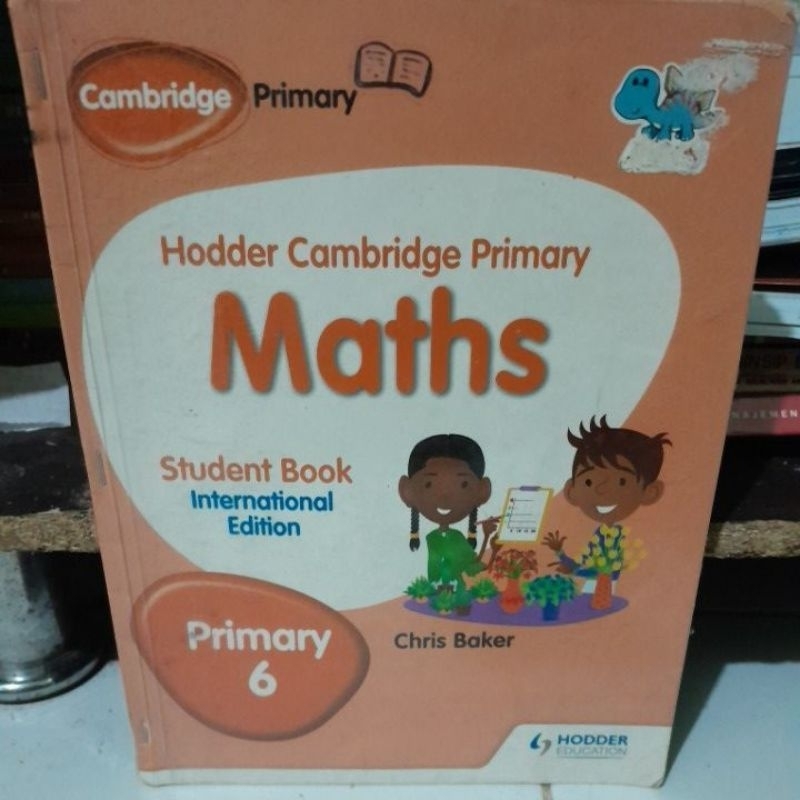 Cambridge Primary
Hodder Cambridge Primary
Maths
Student Book
International
Edition
Primary
6
Chris Baker
HODDER
EDUCATION